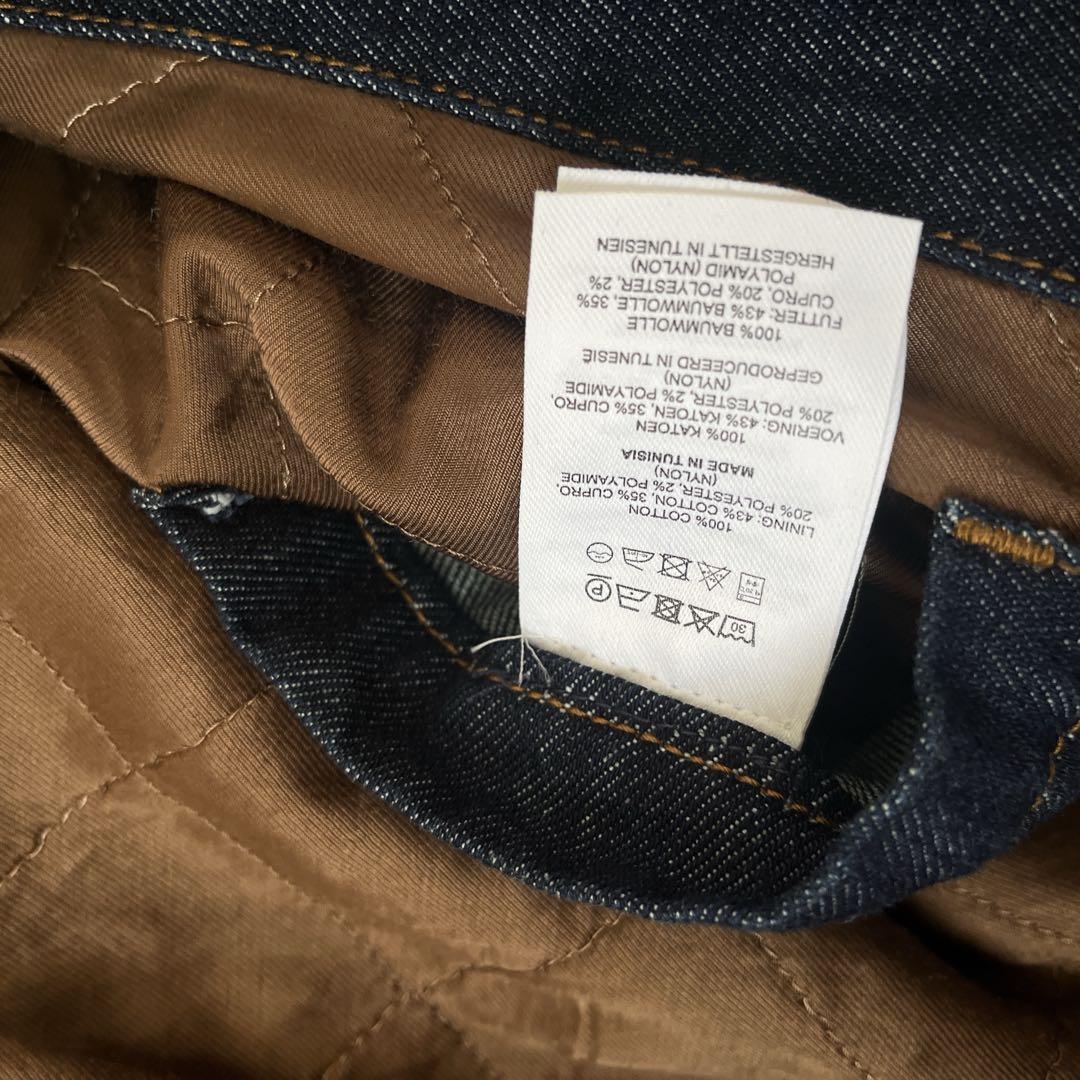 30
P
LINING: 43% COTTON, 35% CUPRO,
100% COTTON
20% POLYESTER, 2% POLYAMIDE
(NYLON)
MADE IN TUNISIA
100% KATOEN
VOERING: 43% KATOEN, 35% CUPRO,
20% POLYESTER, 2% POLYAMIDE
(NYLON)
GEPRODUCEERD IN TUNESIË
100% BAUMWOLLE
FUTTER: 43% BAUMWOLLE, 35%
CUPRO, 20% POLYESTER, 2%
POLYAMID (NYLON)
HERGESTELLT IN TUNESIEN